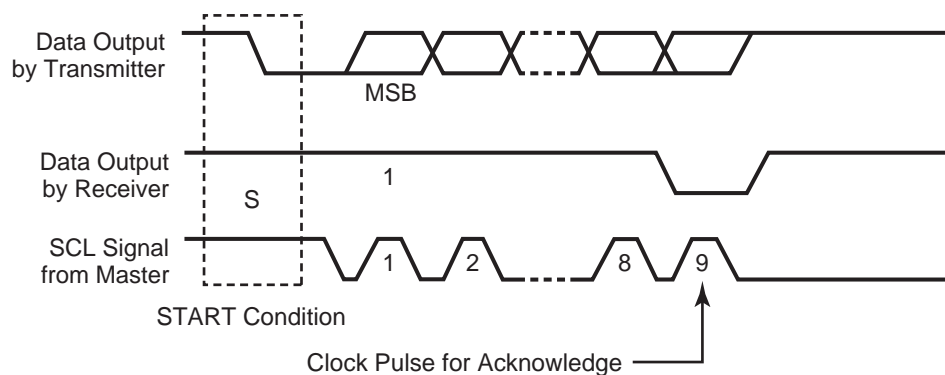 Data Output
by Transmitter
MSB
Data Output
by Receiver
1
S
SCL Signal
from Master
1
2
8
9
START Condition
Clock Pulse for Acknowledge